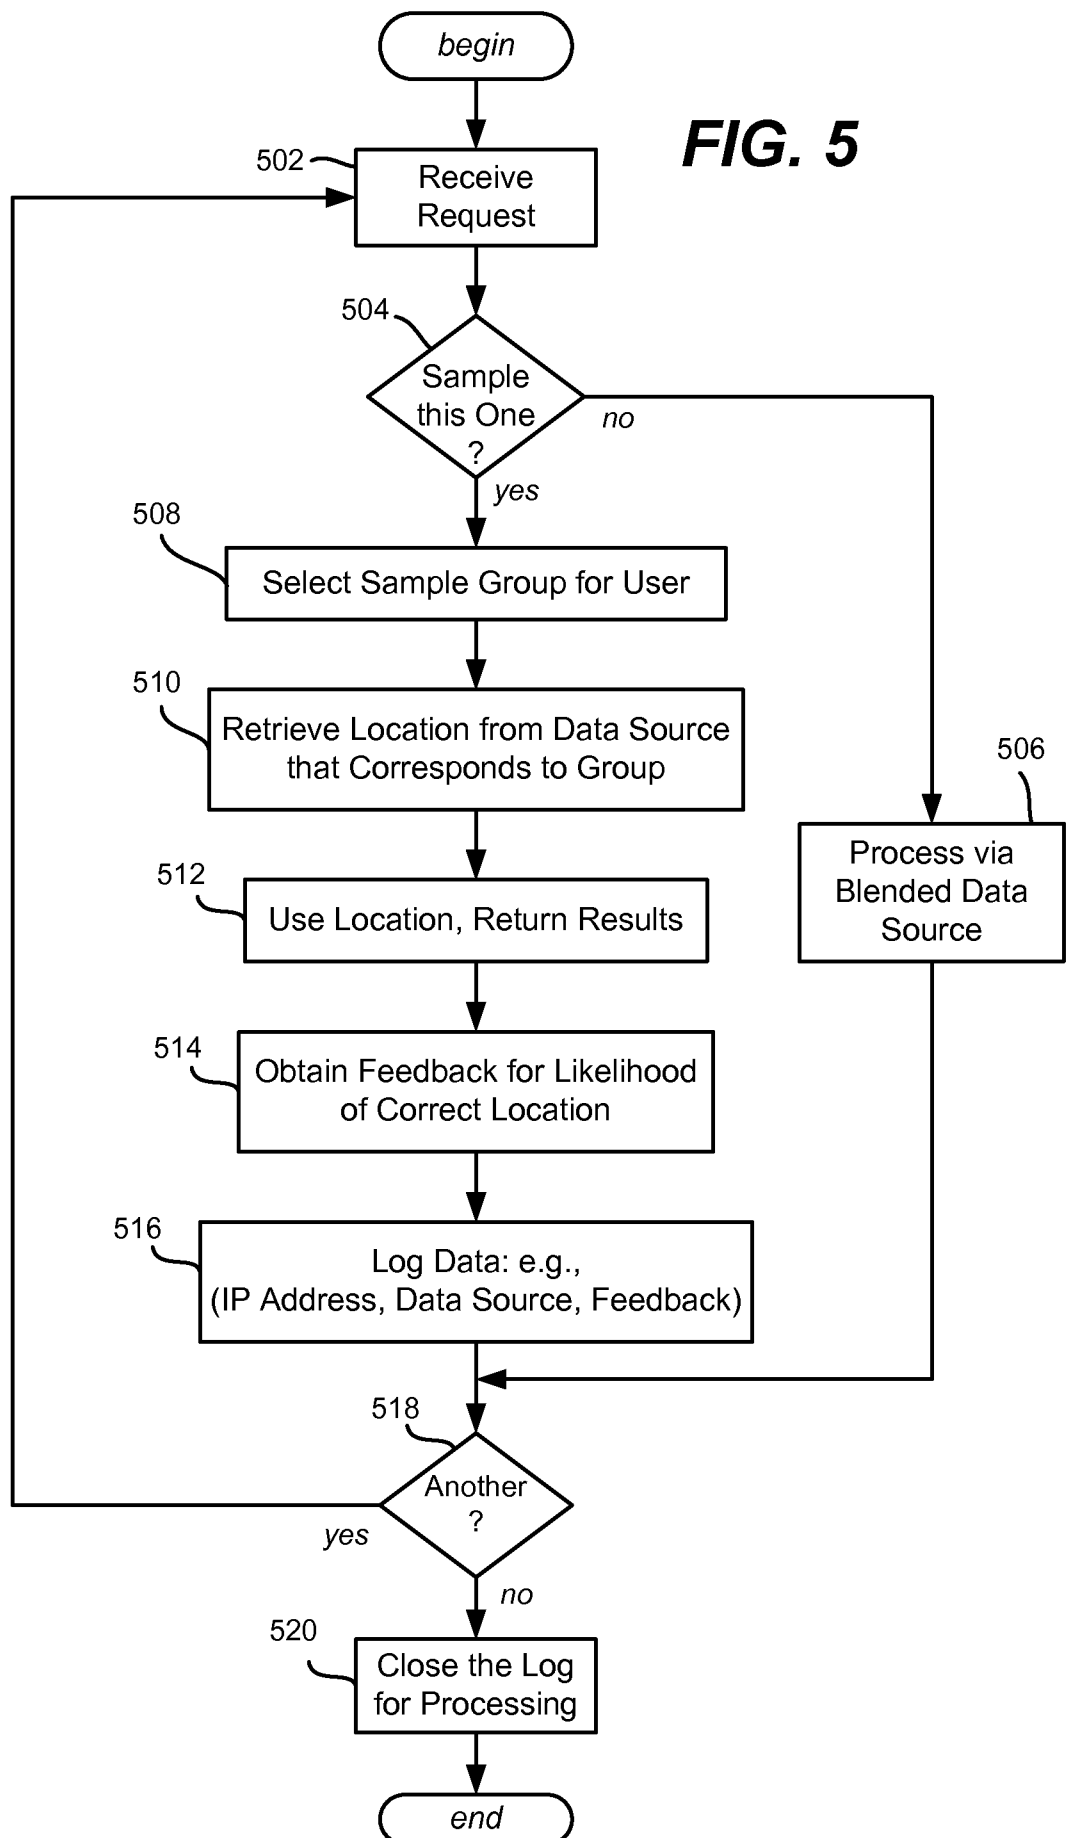 begin
FIG. 5
502
Receive
Request
504
Sample
this One
?
no
yes
508
Select Sample Group for User
510
Retrieve Location from Data Source
that Corresponds to Group
506
Process via
Blended Data
Source
512
Use Location, Return Results
514
Obtain Feedback for Likelihood
of Correct Location
516
Log Data: e.g.,
(IP Address, Data Source, Feedback)
518
Another
?
yes
no
520
Close the Log
for Processing
end